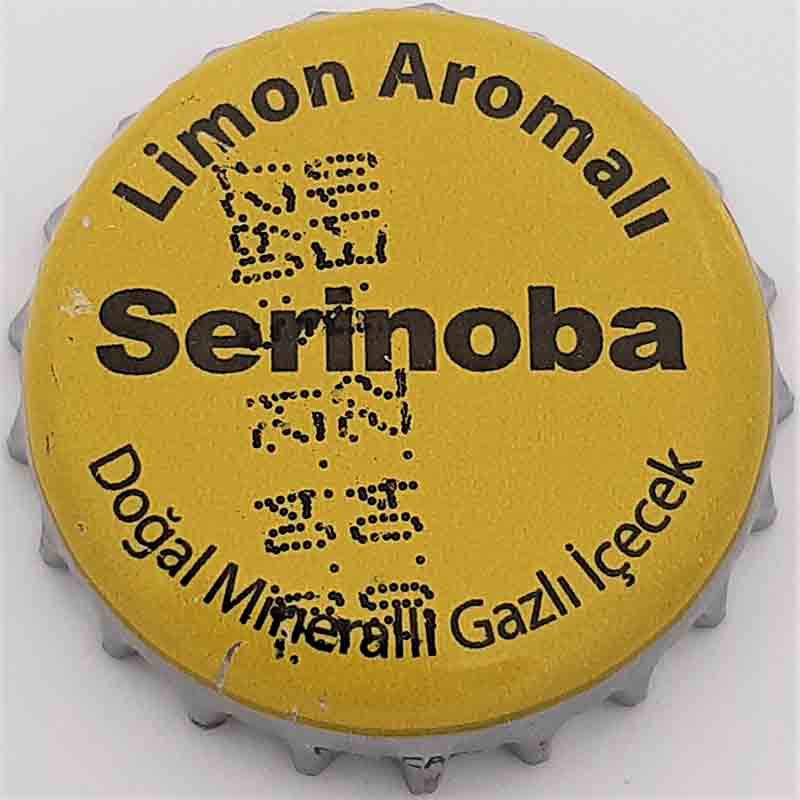 Limon Aromalı
Serinoba
Doğal Mineralli Gazlı İçecek